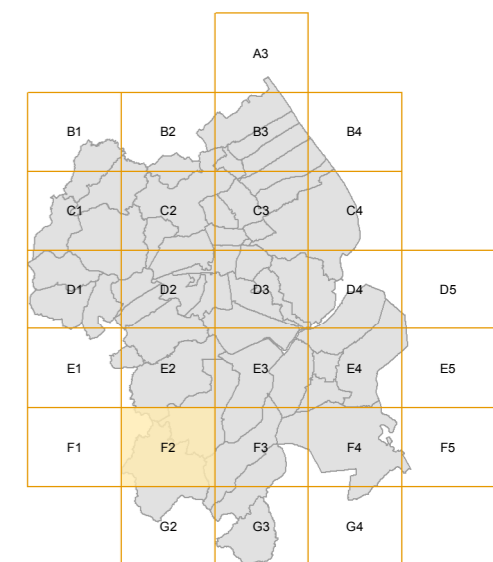 A3
B1 B2 B3 B4
C1 C2 C3 C4
D1 D2 D3 D4 D5
E1 E2 E3 E4 E5
F1 F2 F3 F4 F5
G2 G3 G4